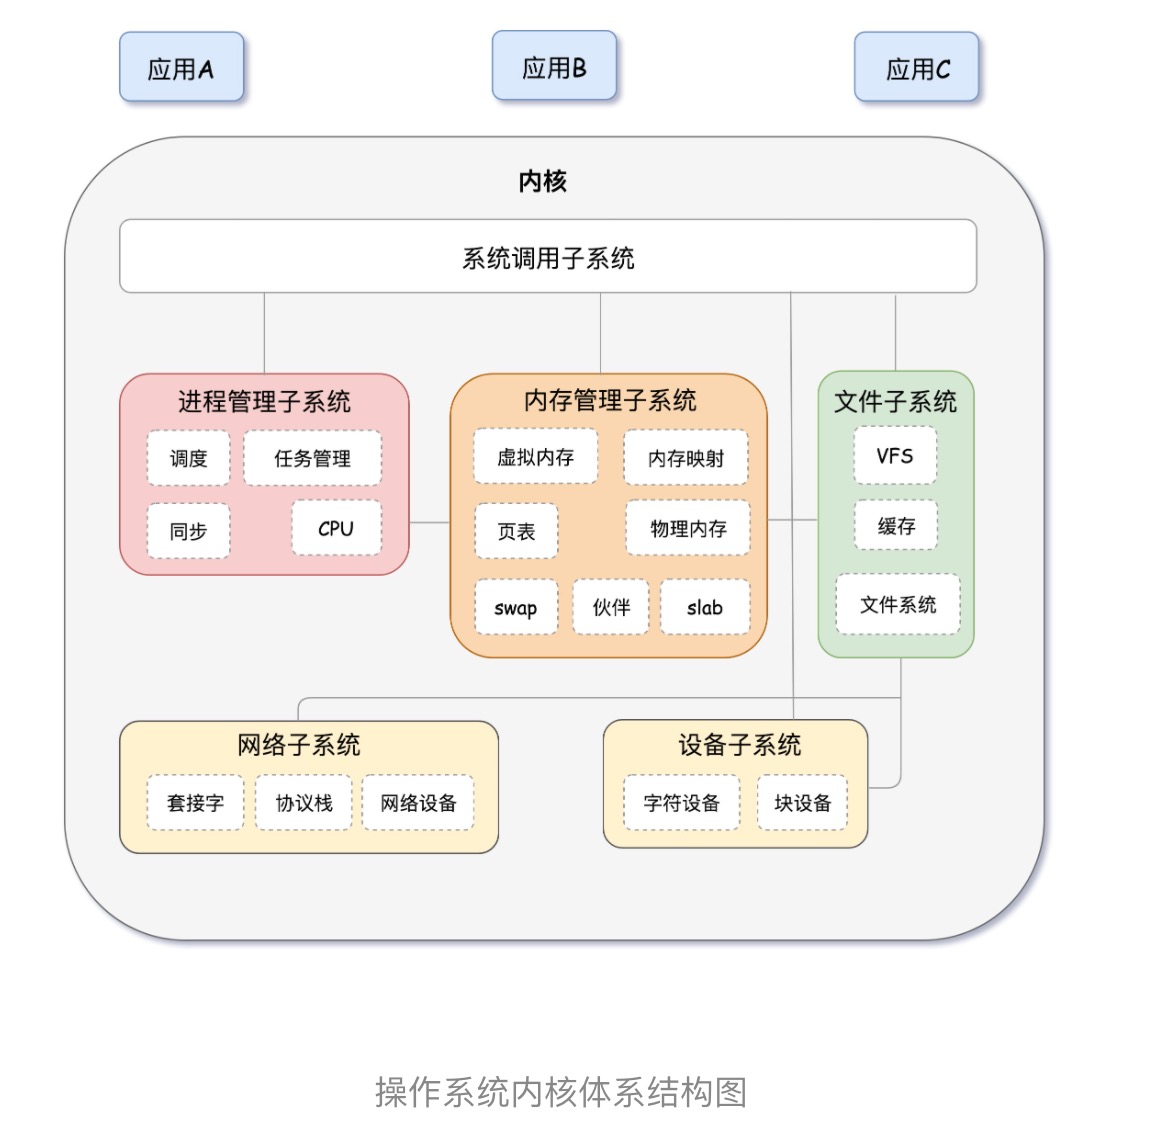 应用A
应用B
应用C
内核
系统调用子系统
进程管理子系统
调度
任务管理
同步
CPU
内存管理子系统
虚拟内存
内存映射
页表
物理内存
swap
伙伴
slab
文件子系统
VFS
缓存
文件系统
网络子系统
套接字
协议栈
网络设备
设备子系统
字符设备
块设备
操作系统内核体系结构图